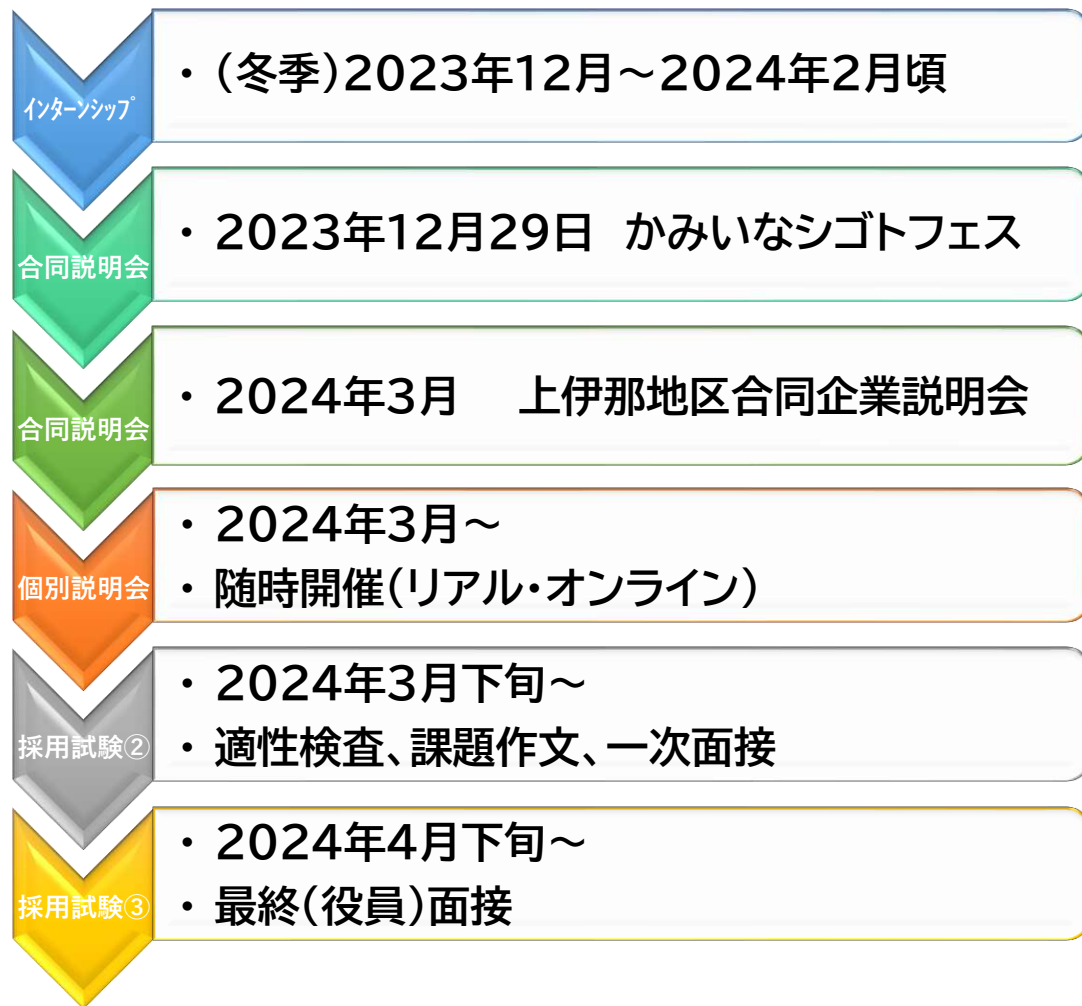 インターンシップ
・ (冬季)2023年12月～2024年2月頃
合同説明会
・ 2023年12月29日　かみいなシゴトフェス
合同説明会
・ 2024年3月　上伊那地区合同企業説明会
個別説明会
・ 2024年3月～
・ 随時開催(リアル・オンライン)
採用試験②
・ 2024年3月下旬～
・ 適性検査、課題作文、一次面接
採用試験③
・ 2024年4月下旬～
・ 最終(役員)面接